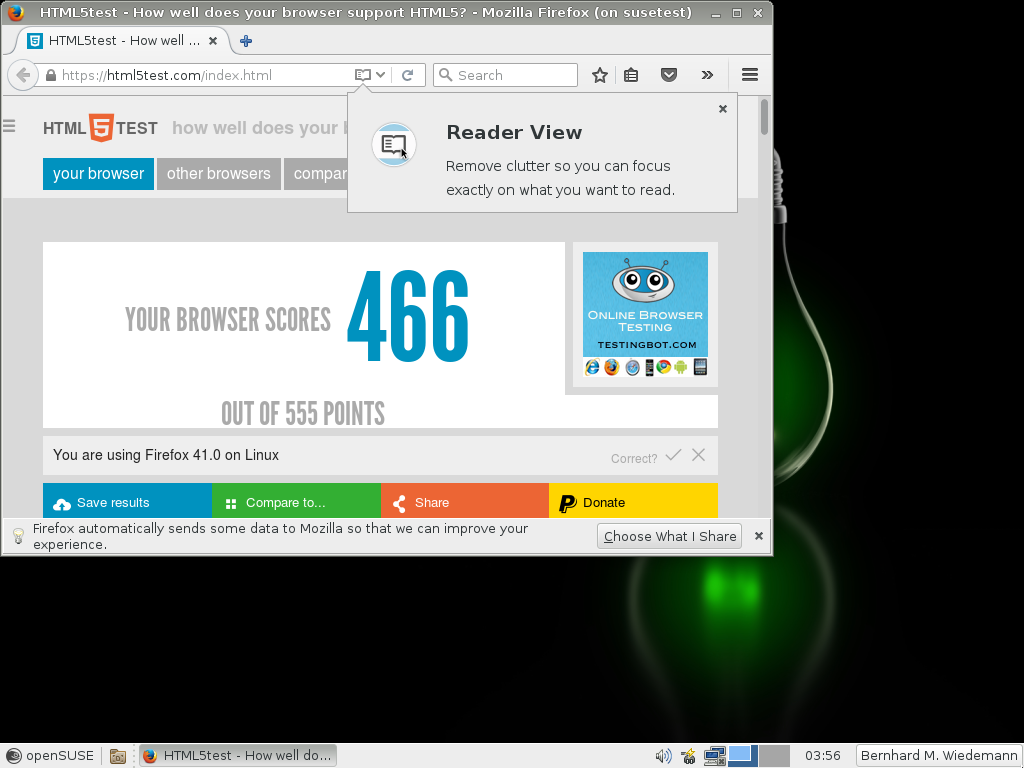 HTML5test - How well does your browser support HTML5? - Mozilla Firefox (on susetest)
HTML5test - How well ...
https://html5test.com/index.html
Search
Reader View
Remove clutter so you can focus
exactly on what you want to read.
HTML 5 TEST how well does your b
your browser other browsers compar
YOUR BROWSER SCORES 466
OUT OF 555 POINTS
ONLINE BROWSER
TESTING
TESTINGBOT.COM
You are using Firefox 41.0 on Linux
Correct?
Save results Compare to... Share Donate
Firefox automatically sends some data to Mozilla so that we can improve your
experience.
Choose What I Share
openSUSE HTML5test - How well do... 03:56 Bernhard M. Wiedemann